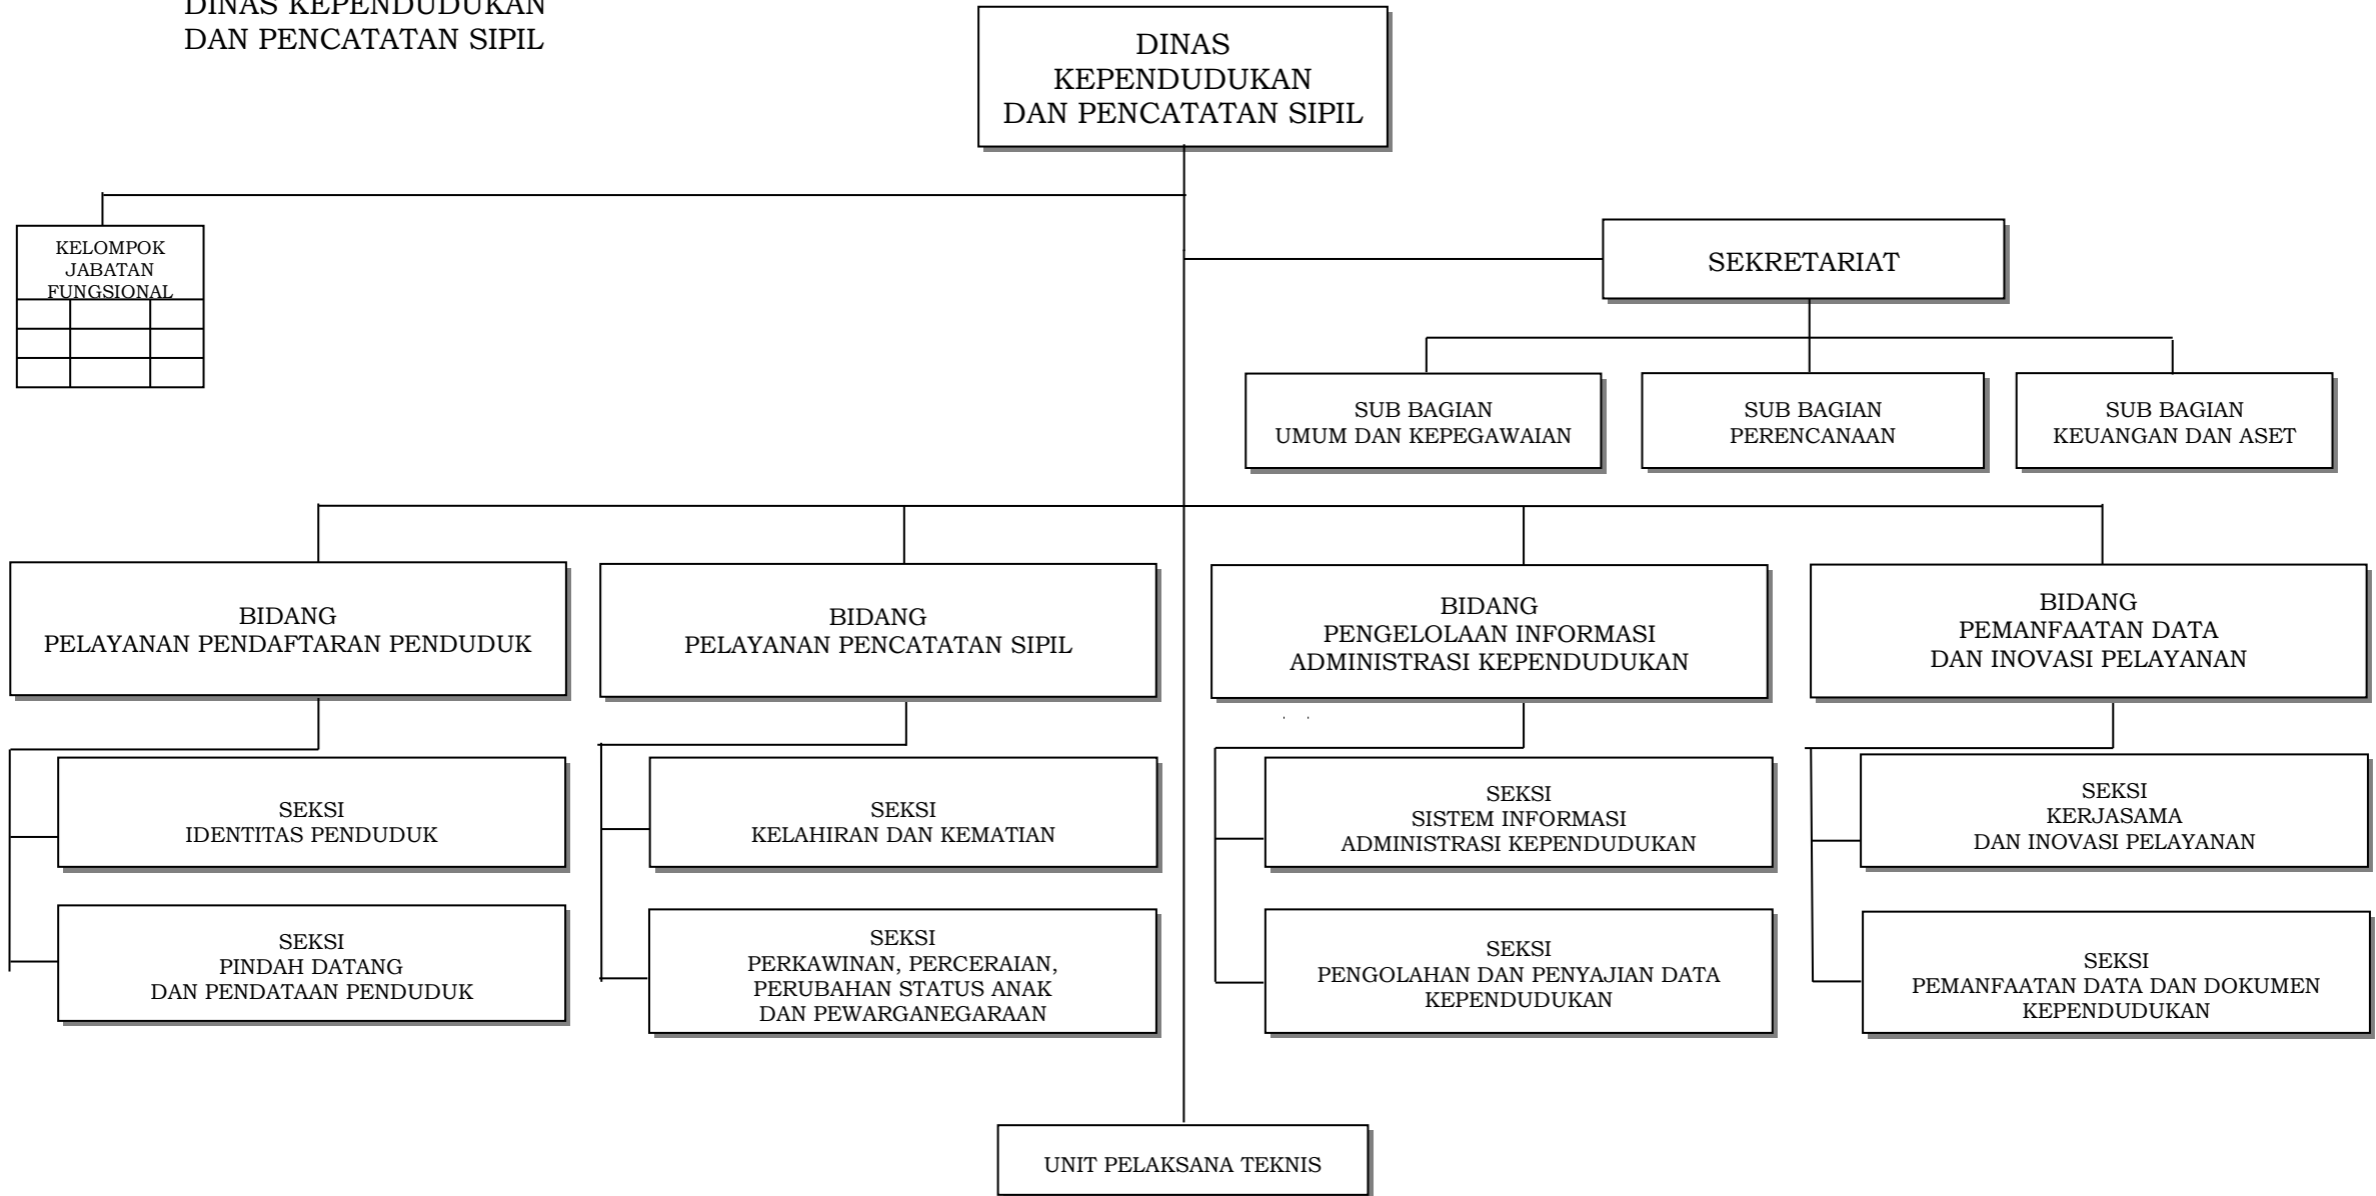 DINAS KEPENDUDUKAN
DAN PENCATATAN SIPIL
DINAS
KEPENDUDUKAN
DAN PENCATATAN SIPIL
KELOMPOK
JABATAN
FUNGSIONAL
SEKRETARIAT
SUB BAGIAN
UMUM DAN KEPEGAWAIAN
SUB BAGIAN
PERENCANAAN
SUB BAGIAN
KEUANGAN DAN ASET
BIDANG
PELAYANAN PENDAFTARAN PENDUDUK
BIDANG
PELAYANAN PENCATATAN SIPIL
BIDANG
PENGELOLAAN INFORMASI
ADMINISTRASI KEPENDUDUKAN
BIDANG
PEMANFAATAN DATA
DAN INOVASI PELAYANAN
SEKSI
IDENTITAS PENDUDUK
SEKSI
KELAHIRAN DAN KEMATIAN
SEKSI
SISTEM INFORMASI
ADMINISTRASI KEPENDUDUKAN
SEKSI
KERJASAMA
DAN INOVASI PELAYANAN
SEKSI
PINDAH DATANG
DAN PENDATAAN PENDUDUK
SEKSI
PERKAWINAN, PERCERAIAN,
PERUBAHAN STATUS ANAK
DAN PEWARGANEGARAAN
SEKSI
PENGOLAHAN DAN PENYAJIAN DATA
KEPENDUDUKAN
SEKSI
PEMANFAATAN DATA DAN DOKUMEN
KEPENDUDUKAN
UNIT PELAKSANA TEKNIS